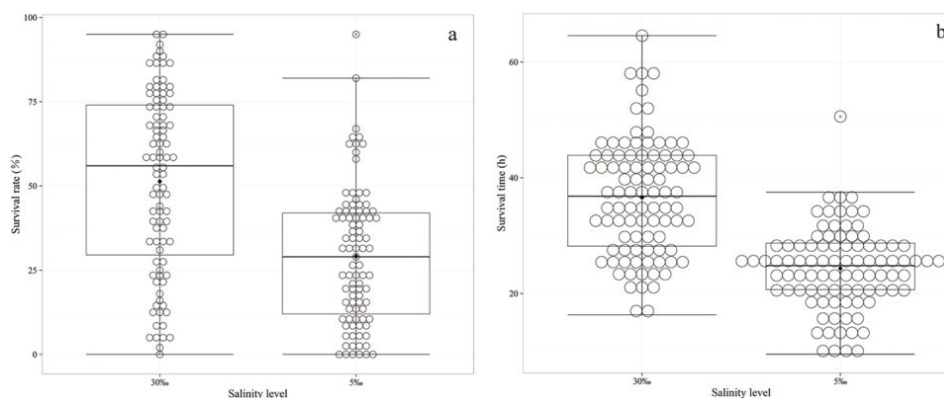 a
100
75
50
25
0
Survival rate (%)
30‰
5‰
Salinity level
b
60
40
20
Survival time (h)
30‰
5‰
Salinity level